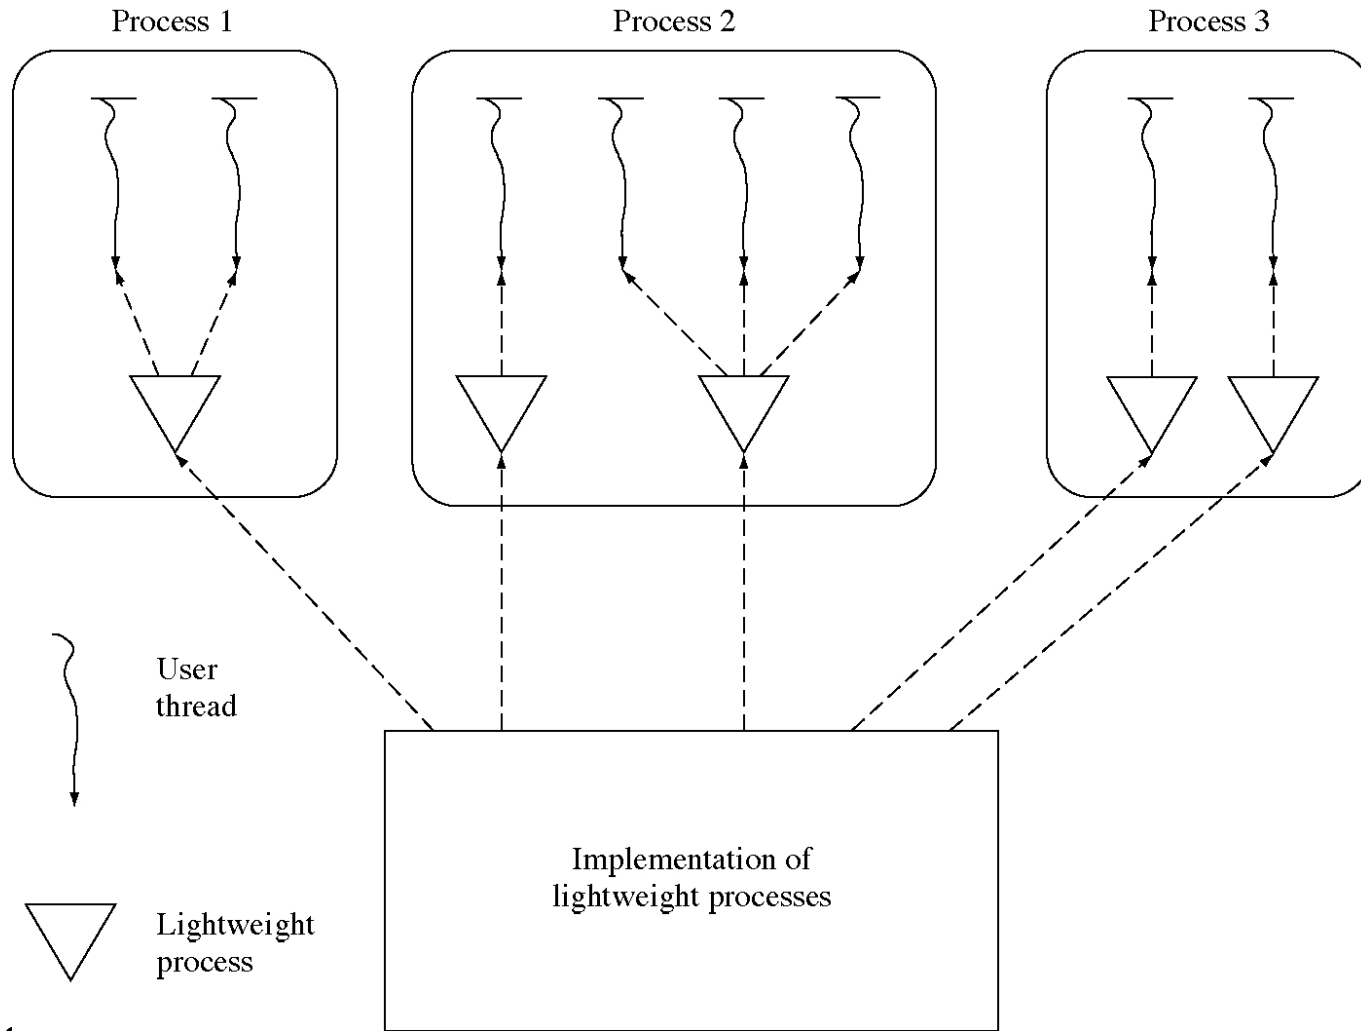 Process 1
Process 2
Process 3
User
thread
Implementation of
lightweight processes
Lightweight
process